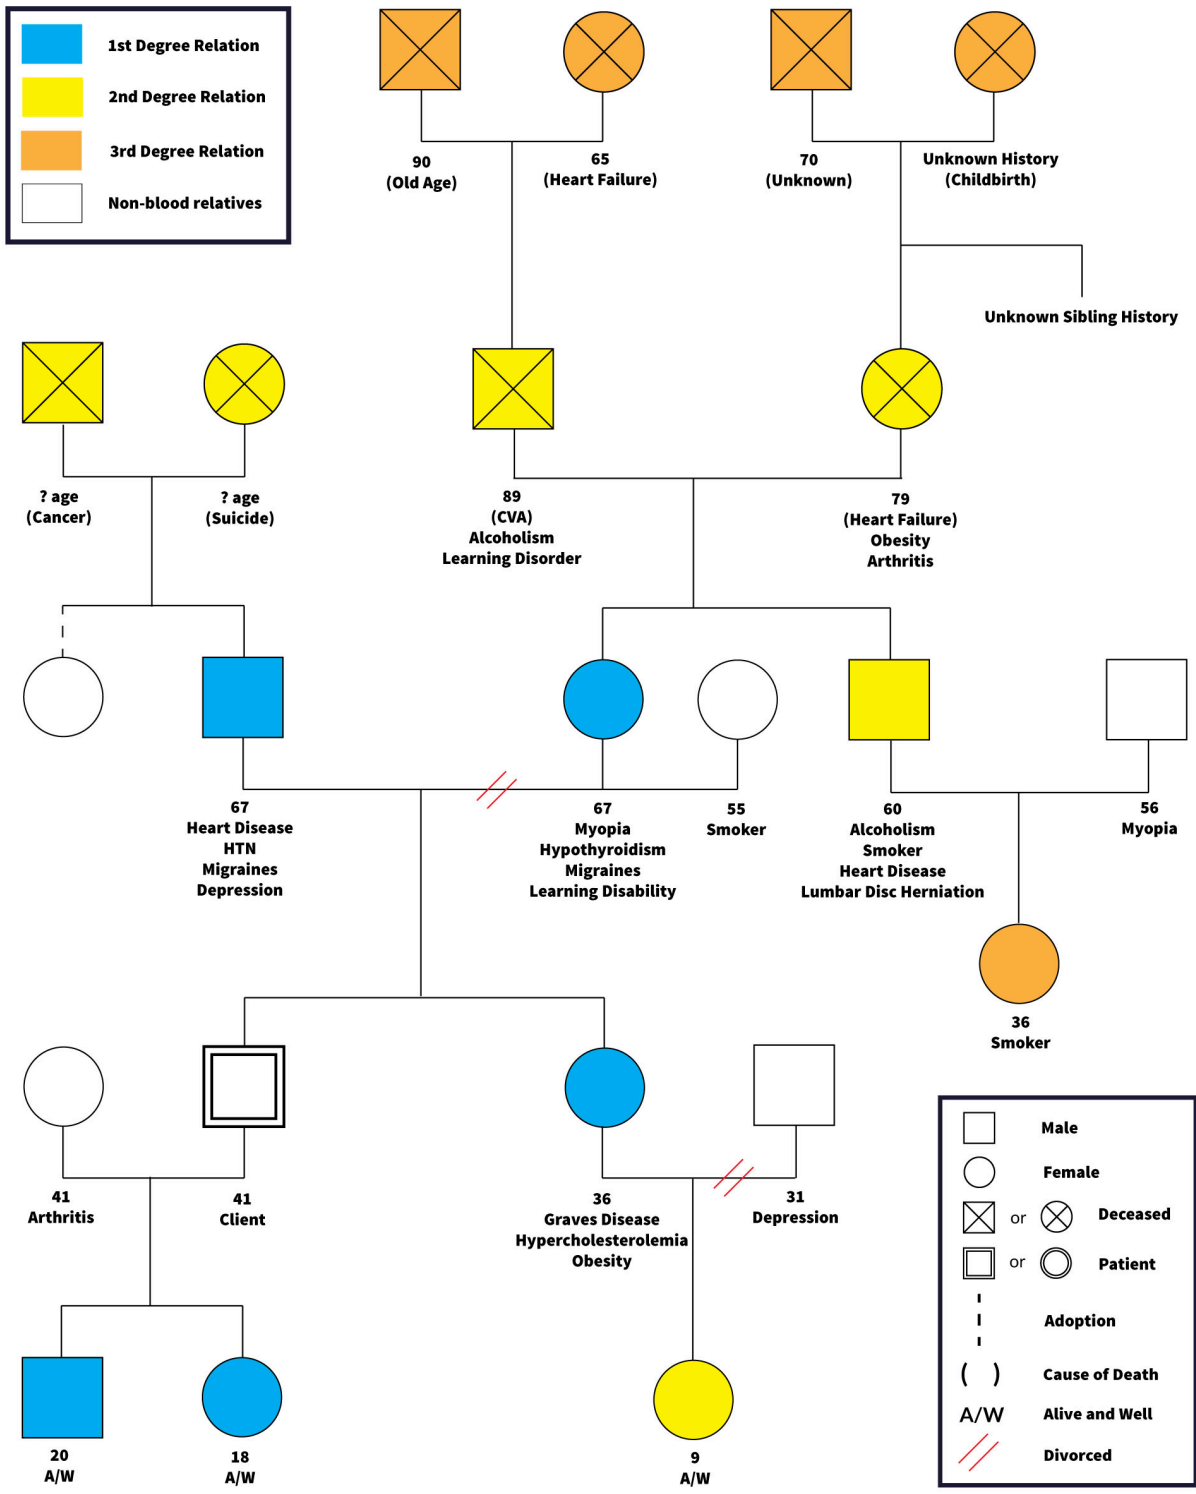 1st Degree Relation
2nd Degree Relation
3rd Degree Relation
Non-blood relatives
90
(Old Age)
65
(Heart Failure)
70
(Unknown)
Unknown History
(Childbirth)
Unknown Sibling History
? age
(Cancer)
? age
(Suicide)
89
(CVA)
Alcoholism
Learning Disorder
79
(Heart Failure)
Obesity
Arthritis
67
Heart Disease
HTN
Migraines
Depression
67
Myopia
Hypothyroidism
Migraines
Learning Disability
55
Smoker
60
Alcoholism
Smoker
Heart Disease
Lumbar Disc Herniation
56
Myopia
36
Smoker
41
Arthritis
41
Client
36
Graves Disease
Hypercholesterolemia
Obesity
31
Depression
20
A/W
18
A/W
9
A/W
Male
Female
or Deceased
or Patient
Adoption
( ) Cause of Death
A/W Alive and Well
Divorced